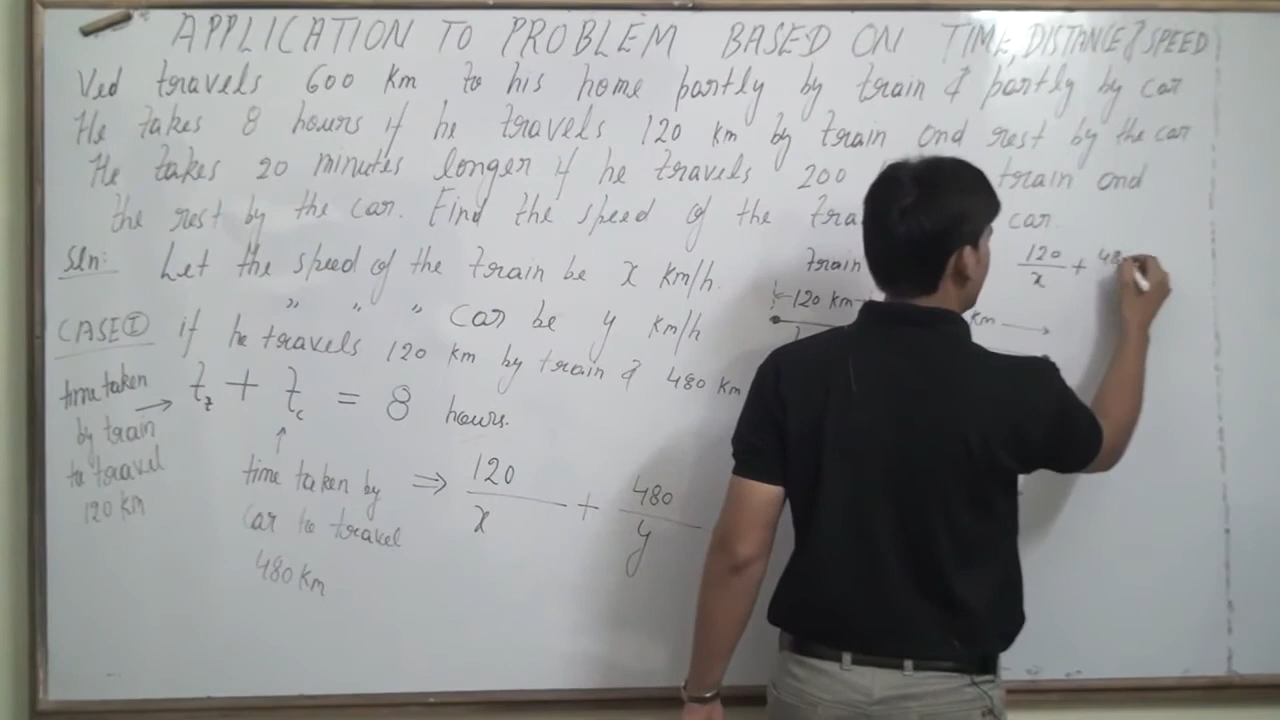 APPLICATION TO PROBLEM BASED ON TIME, DISTANCE & SPEED
Ved travels 600 km to his home partly by train & partly by car
He takes 8 hours if he travels 120 km by train and rest by the car
He takes 20 minutes longer if he travels 200 train and
the rest by the car. Find the speed of the tra car.
Sln: Let the speed of the train be x km/h.
" " " car be y km/h
CASE I if he travels 120 km by train & 480 km
time taken by train to travel 120 km → t_t + t_c = 8 hours.
↑
time taken by
car to travel
480 km
⇒ 120/x + 480/y
Train
120 km
km →
120/x + 48